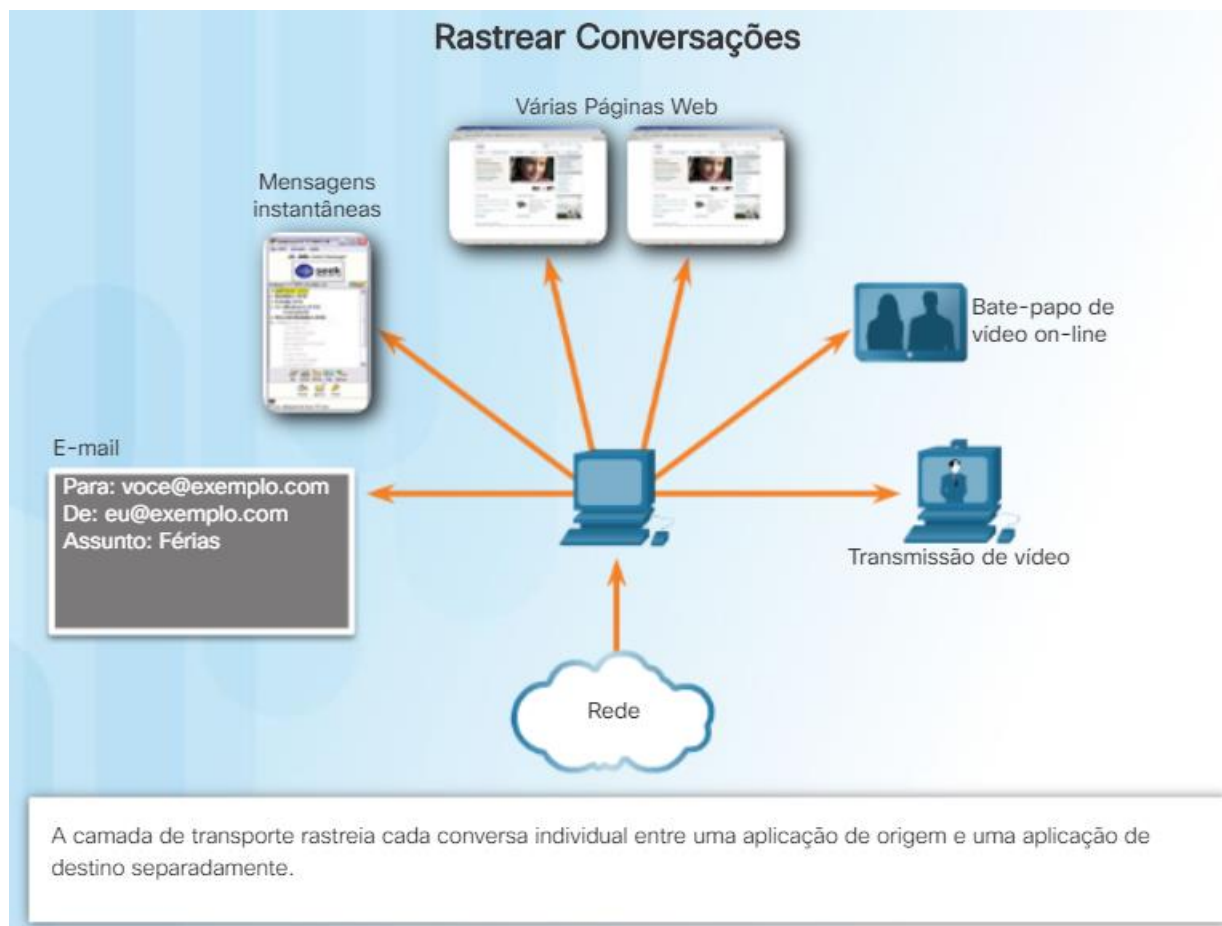 Rastrear Conversações
Várias Páginas Web
Mensagens
instantâneas
seek
Bate-papo de
vídeo on-line
E-mail
Para: voce@exemplo.com
De: eu@exemplo.com
Assunto: Férias
Transmissão de vídeo
Rede
A camada de transporte rastreia cada conversa individual entre uma aplicação de origem e uma aplicação de
destino separadamente.